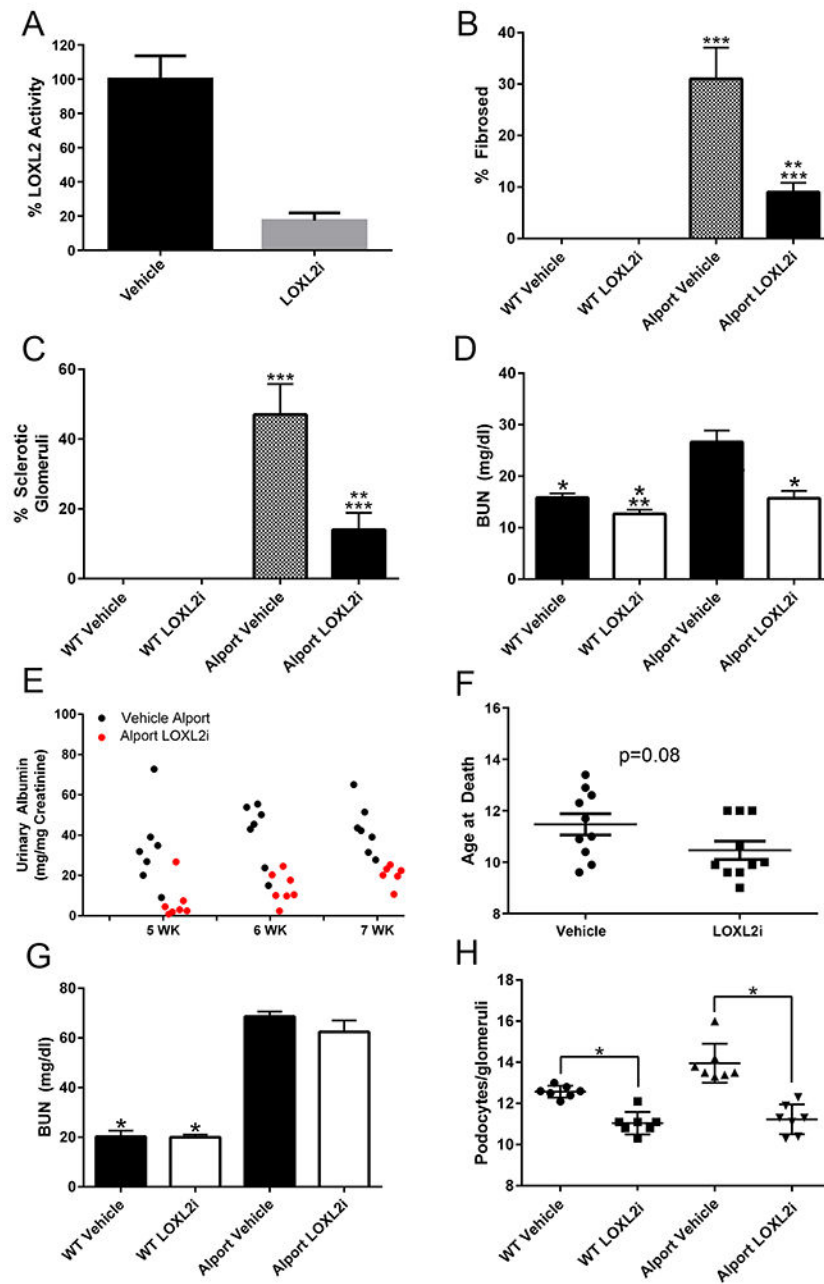 A
% LOXL2 Activity
120
100
80
60
40
20
0
Vehicle
LOXL2i
B
% Fibrosed
40
30
20
10
0
***
**
***
WT Vehicle
WT LOXL2i
Alport Vehicle
Alport LOXL2i
C
% Sclerotic
Glomeruli
60
40
20
0
***
**
***
WT Vehicle
WT LOXL2i
Alport Vehicle
Alport LOXL2i
D
BUN (mg/dl)
40
30
20
10
0
*
*
**
*
WT Vehicle
WT LOXL2i
Alport Vehicle
Alport LOXL2i
E
Urinary Albumin
(mg/mg Creatinine)
100
80
60
40
20
0
Vehicle Alport
Alport LOXL2i
5 WK
6 WK
7 WK
F
Age at Death
16
14
12
10
8
p=0.08
Vehicle
LOXL2i
G
BUN (mg/dl)
80
60
40
20
0
*
*
WT Vehicle
WT LOXL2i
Alport Vehicle
Alport LOXL2i
H
Podocytes/glomeruli
18
16
14
12
10
8
*
*
WT Vehicle
WT LOXL2i
Alport Vehicle
Alport LOXL2i